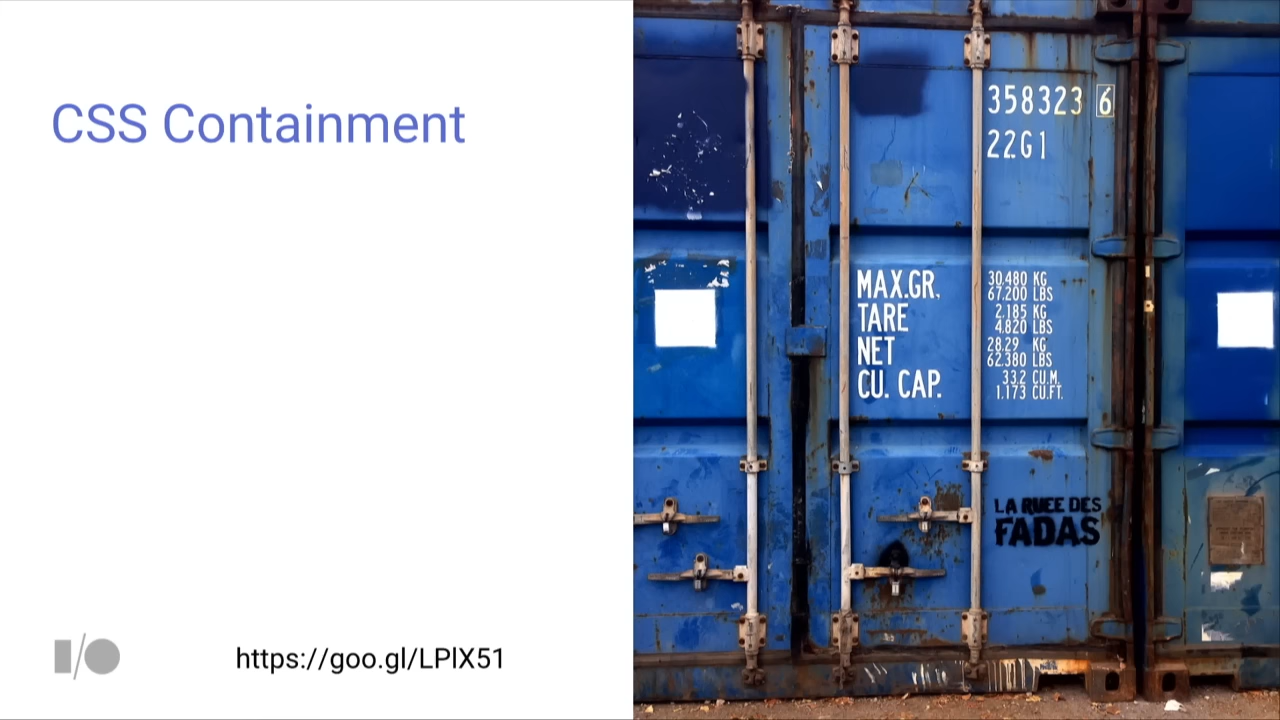 CSS Containment
I/O
https://goo.gl/LPlX51
358323 6
22G1
MAX.GR. 30.480 KG
67.200 LBS
TARE 2.185 KG
4.820 LBS
NET 28.29 KG
62.380 LBS
CU. CAP. 33.2 CU.M.
1.173 CU.FT.
LA RUEE DES
FADAS